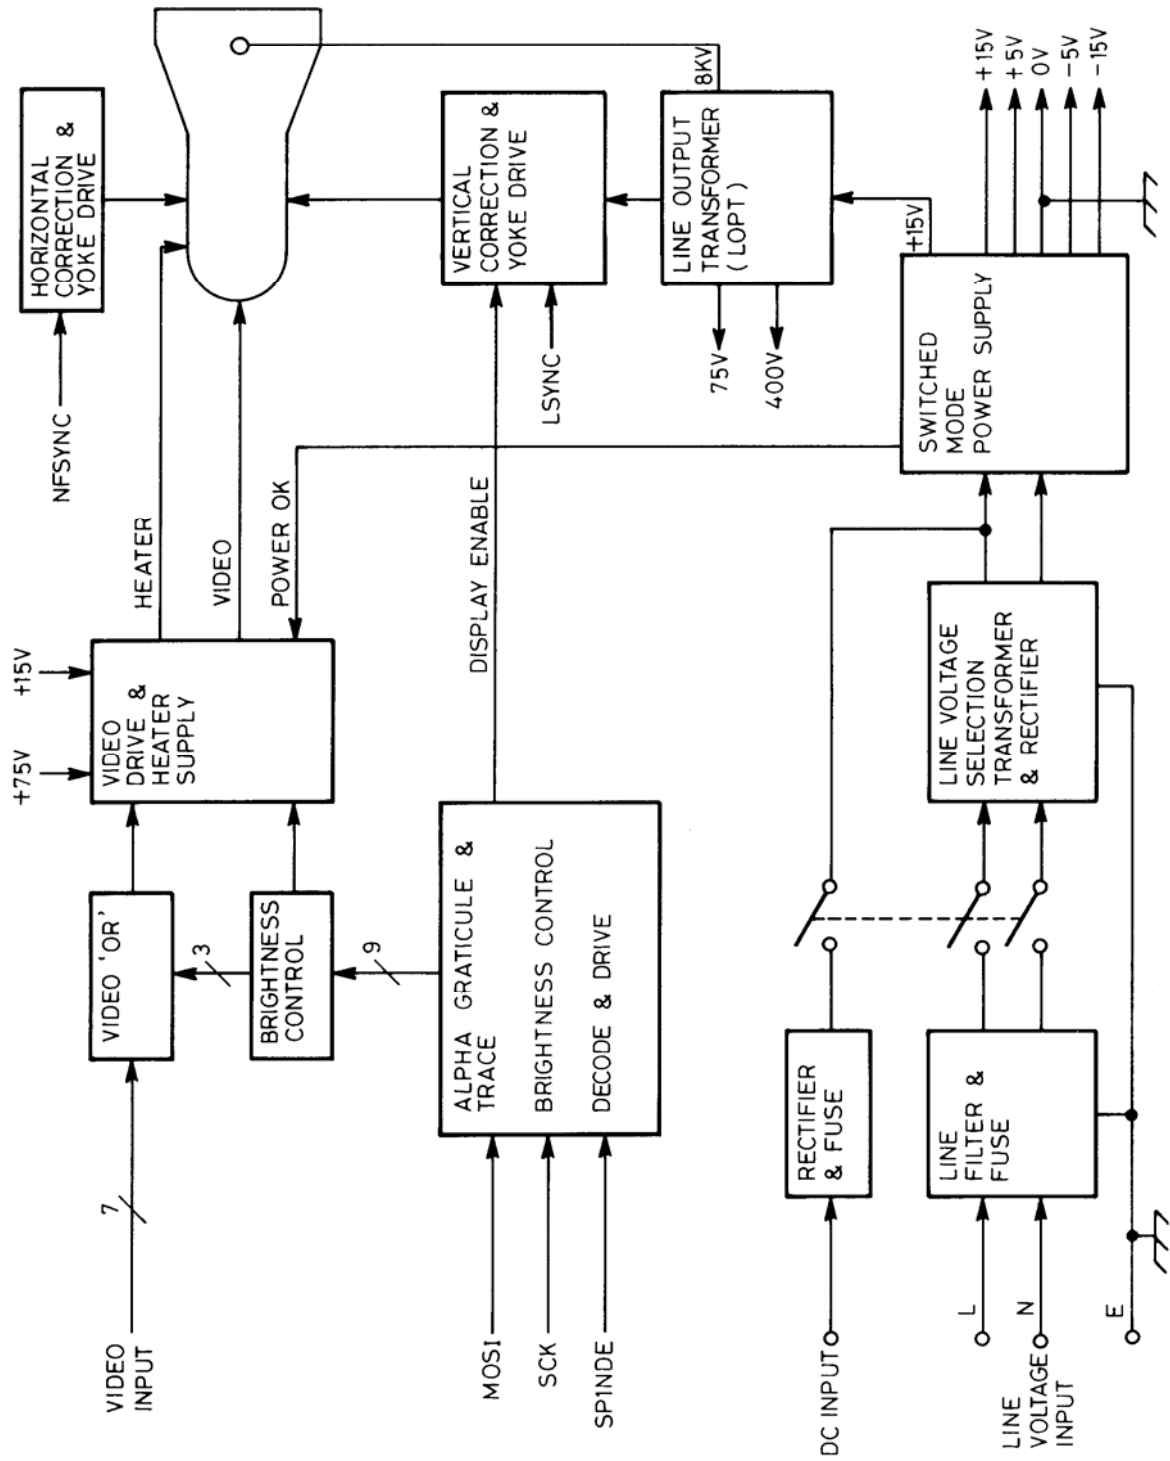 VIDEO
INPUT
7
VIDEO 'OR'
3
BRIGHTNESS
CONTROL
9
+75V
+15V
VIDEO
DRIVE &
HEATER
SUPPLY
HEATER
VIDEO
POWER OK
NFSYNC
HORIZONTAL
CORRECTION &
YOKE DRIVE
MOSI
SCK
SP1NDE
ALPHA GRATICULE &
TRACE
BRIGHTNESS CONTROL
DECODE & DRIVE
DISPLAY ENABLE
LSYNC
VERTICAL
CORRECTION &
YOKE DRIVE
75V
400V
LINE OUTPUT
TRANSFORMER
( LOPT )
8KV
DC INPUT
RECTIFIER
& FUSE
LINE
VOLTAGE
INPUT
L
N
E
LINE
FILTER &
FUSE
LINE VOLTAGE
SELECTION
TRANSFORMER
& RECTIFIER
SWITCHED
MODE
POWER SUPPLY
+15V
+15V
+5V
0V
-5V
-15V